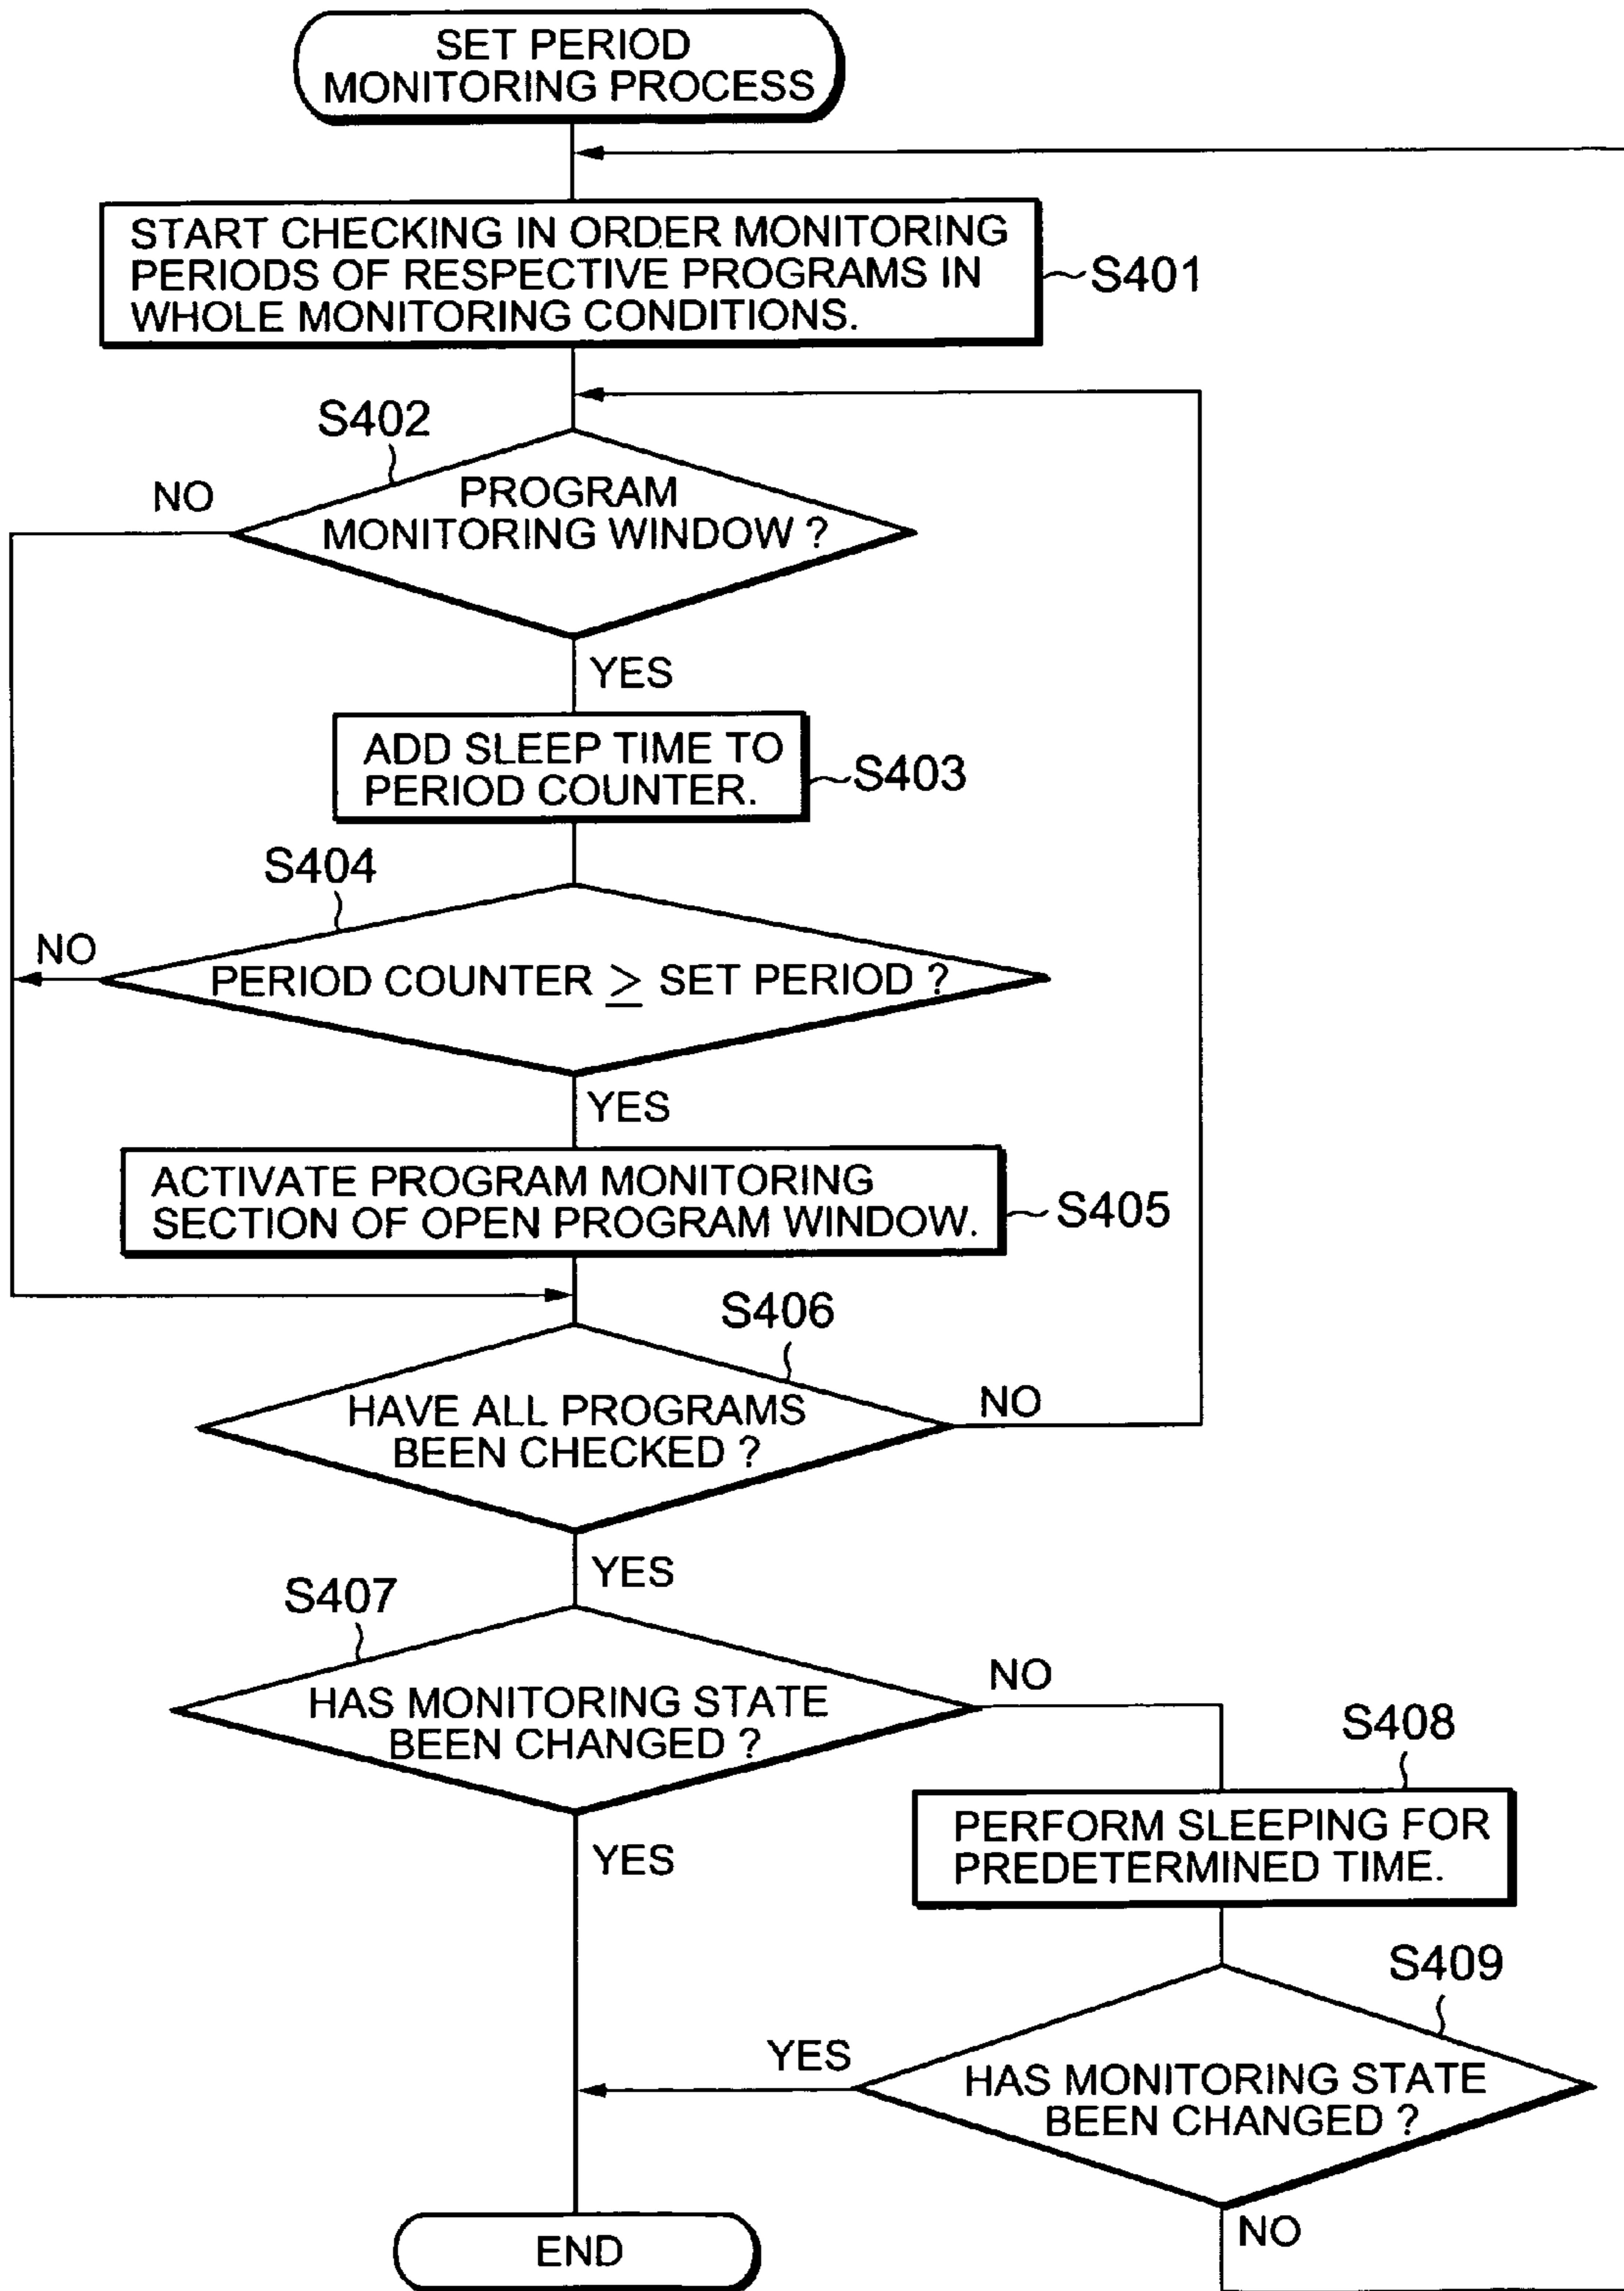 SET PERIOD
MONITORING PROCESS
START CHECKING IN ORDER MONITORING
PERIODS OF RESPECTIVE PROGRAMS IN
WHOLE MONITORING CONDITIONS.
S401
S402
NO
PROGRAM
MONITORING WINDOW ?
YES
ADD SLEEP TIME TO
PERIOD COUNTER.
S403
S404
NO
PERIOD COUNTER ≥ SET PERIOD ?
YES
ACTIVATE PROGRAM MONITORING
SECTION OF OPEN PROGRAM WINDOW.
S405
S406
HAVE ALL PROGRAMS
BEEN CHECKED ?
NO
YES
S407
HAS MONITORING STATE
BEEN CHANGED ?
NO
YES
S408
PERFORM SLEEPING FOR
PREDETERMINED TIME.
S409
YES
HAS MONITORING STATE
BEEN CHANGED ?
NO
END